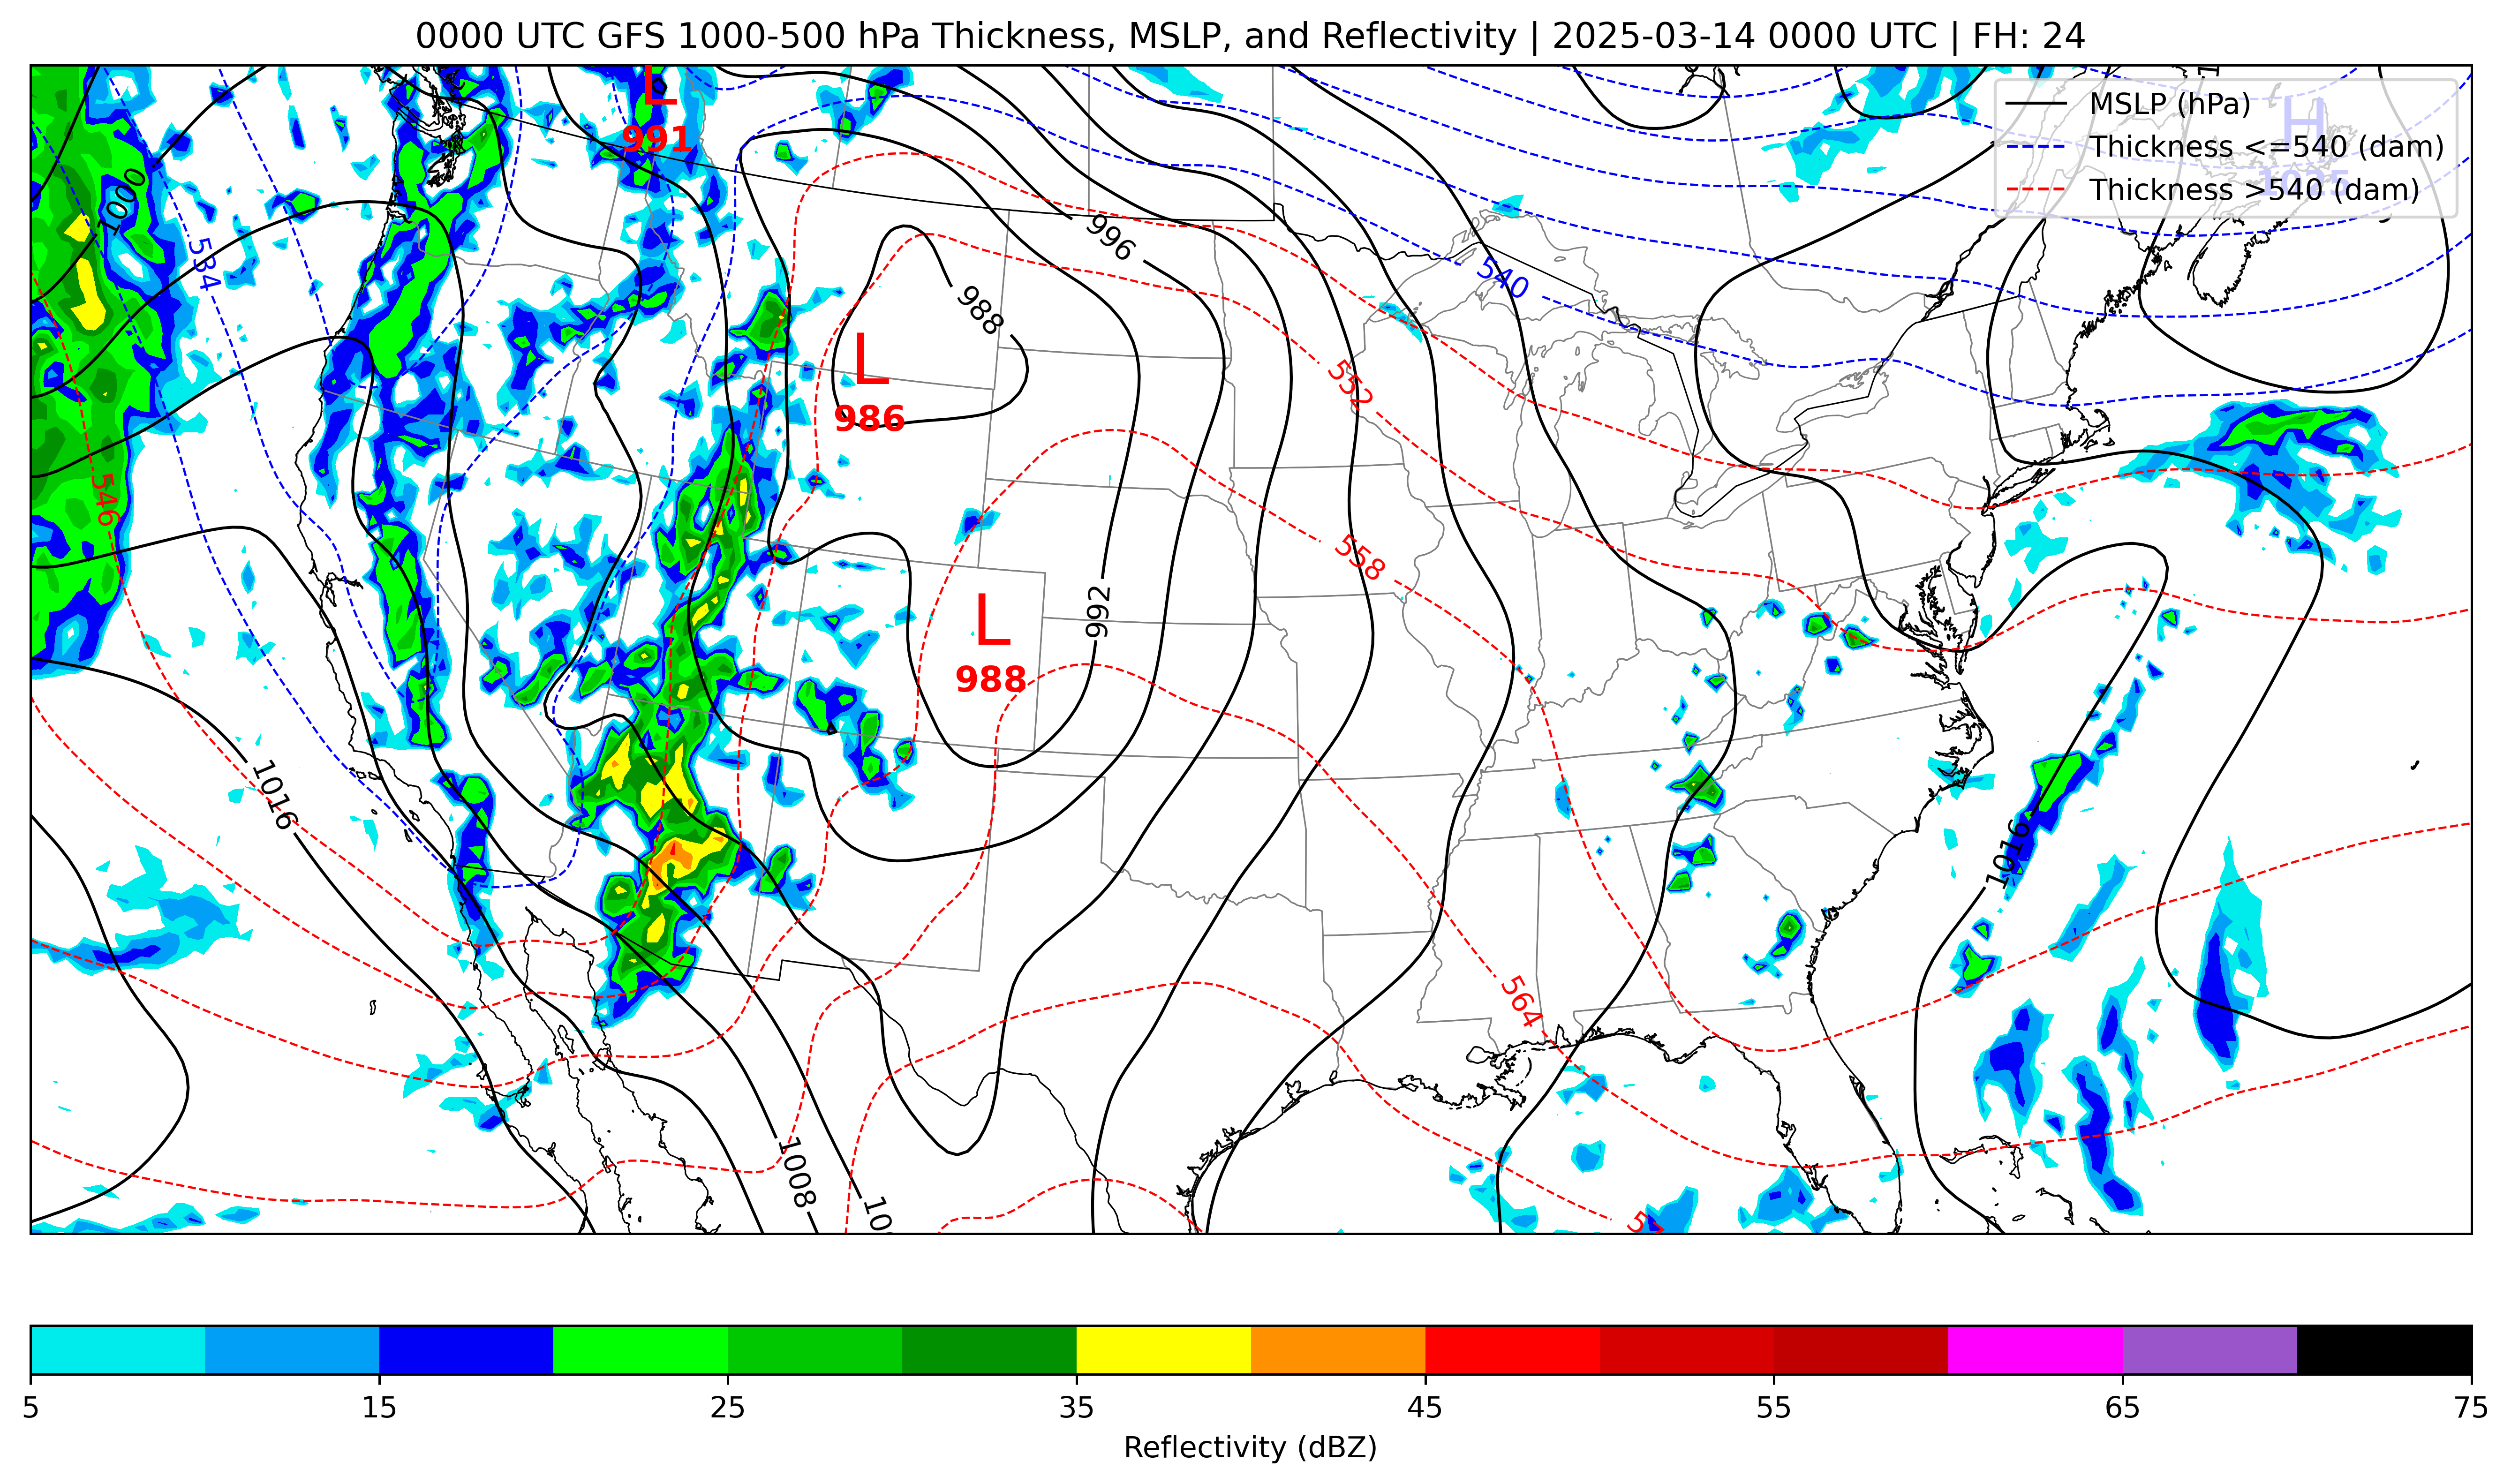 0000 UTC GFS 1000-500 hPa Thickness, MSLP, and Reflectivity | 2025-03-14 0000 UTC | FH: 24
MSLP (hPa)
Thickness <=540 (dam)
Thickness >540 (dam)
H
L
991
1000
996
534
540
988
L
986
552
546
558
992
L
988
1016
1016
564
1008
5 15 25 35 45 55 65 75
Reflectivity (dBZ)